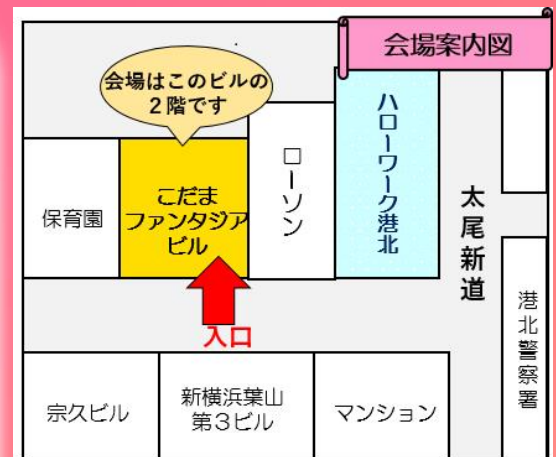 会場案内図
会場はこのビルの
2階です
保育園
こだま
ファンタジア
ビル
ローソン
ハローワーク港北
太尾新道
港北警察署
入口
宗久ビル
新横浜葉山
第3ビル
マンション